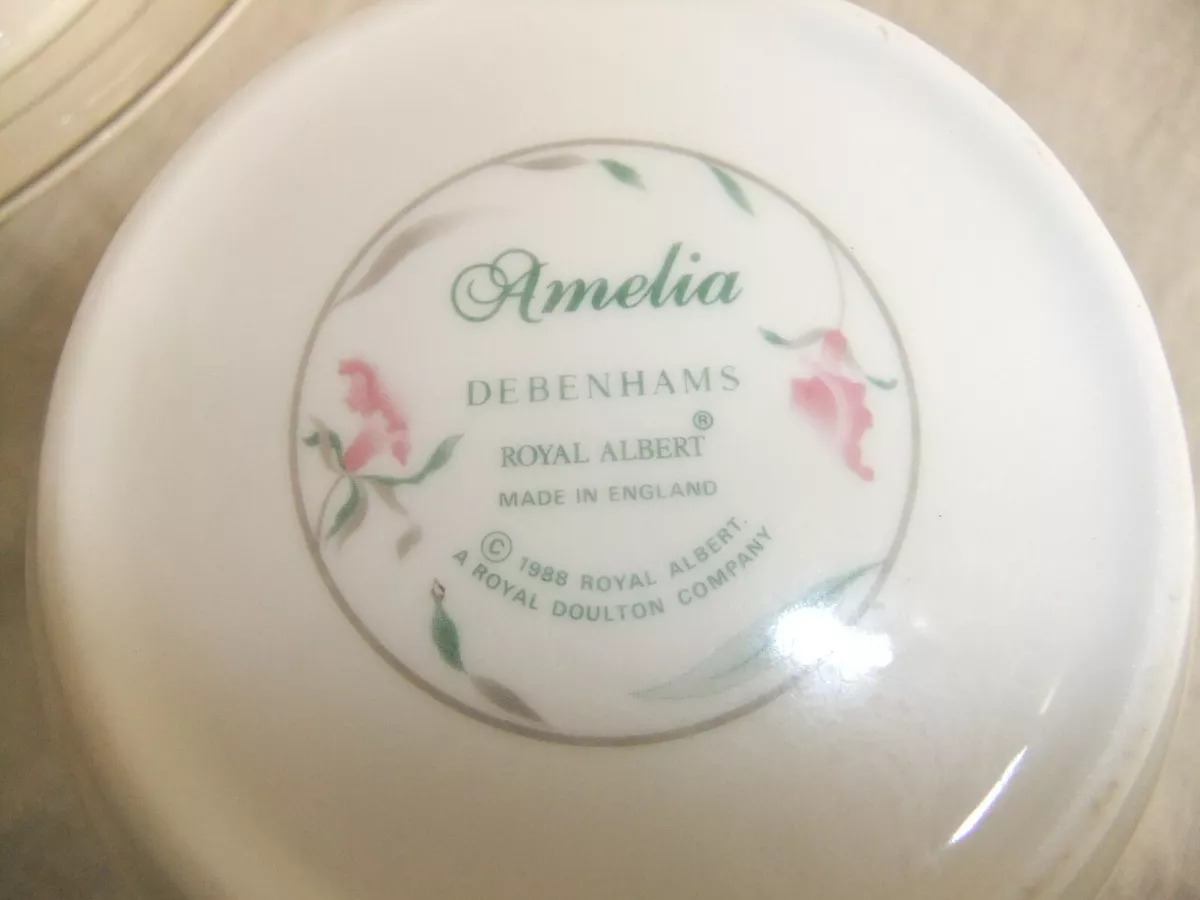 Amelia
DEBENHAMS
ROYAL ALBERT®
MADE IN ENGLAND
© 1988 ROYAL ALBERT.
A ROYAL DOULTON COMPANY